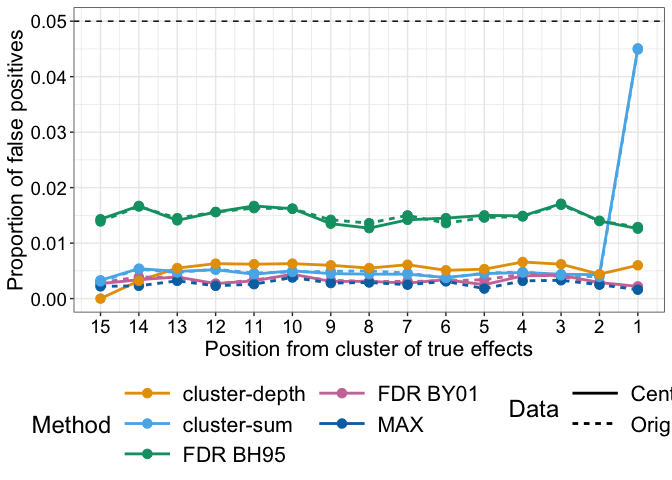 0.05
0.04
0.03
0.02
0.01
0.00
Proportion of false positives
15 14 13 12 11 10 9 8 7 6 5 4 3 2 1
Position from cluster of true effects
Method
cluster-depth
cluster-sum
FDR BH95
FDR BY01
MAX
Data
Cent
Orig